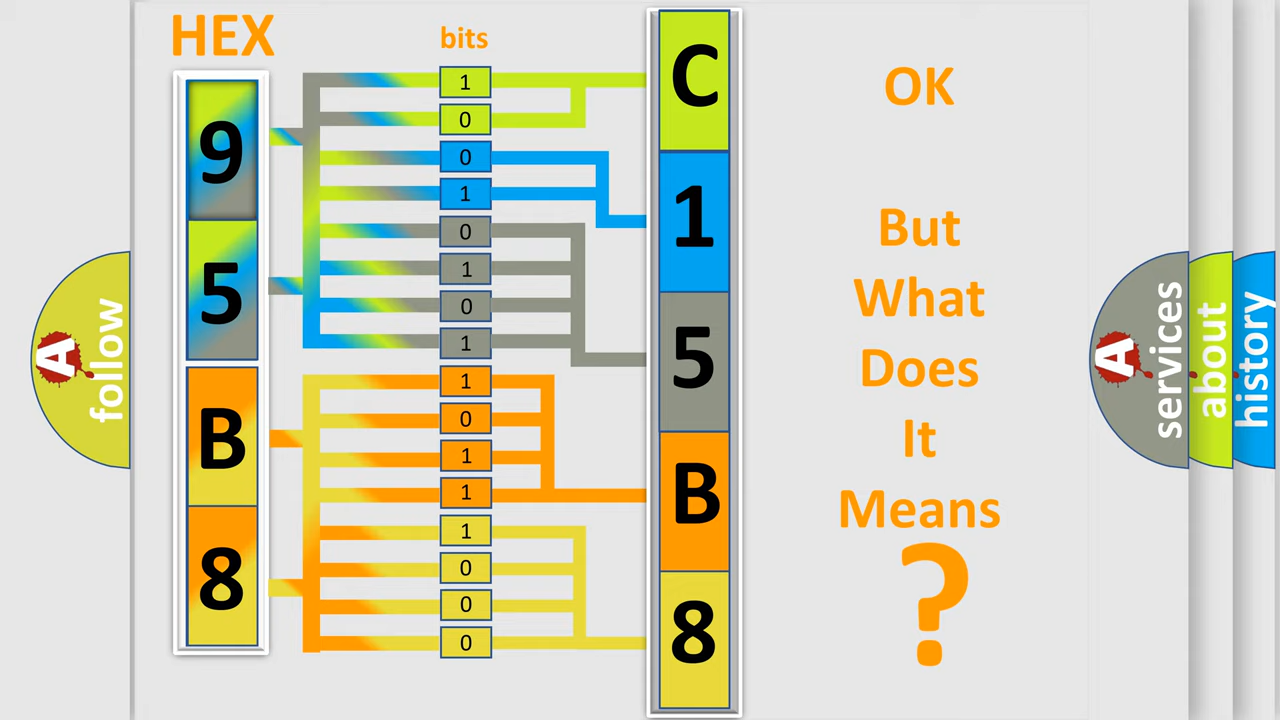 HEX
bits
9
5
B
8
1
0
0
1
0
1
0
1
1
0
1
1
1
0
0
0
C
1
5
B
8
OK
But
What
Does
It
Means
?
A
follow
A
services
about
history